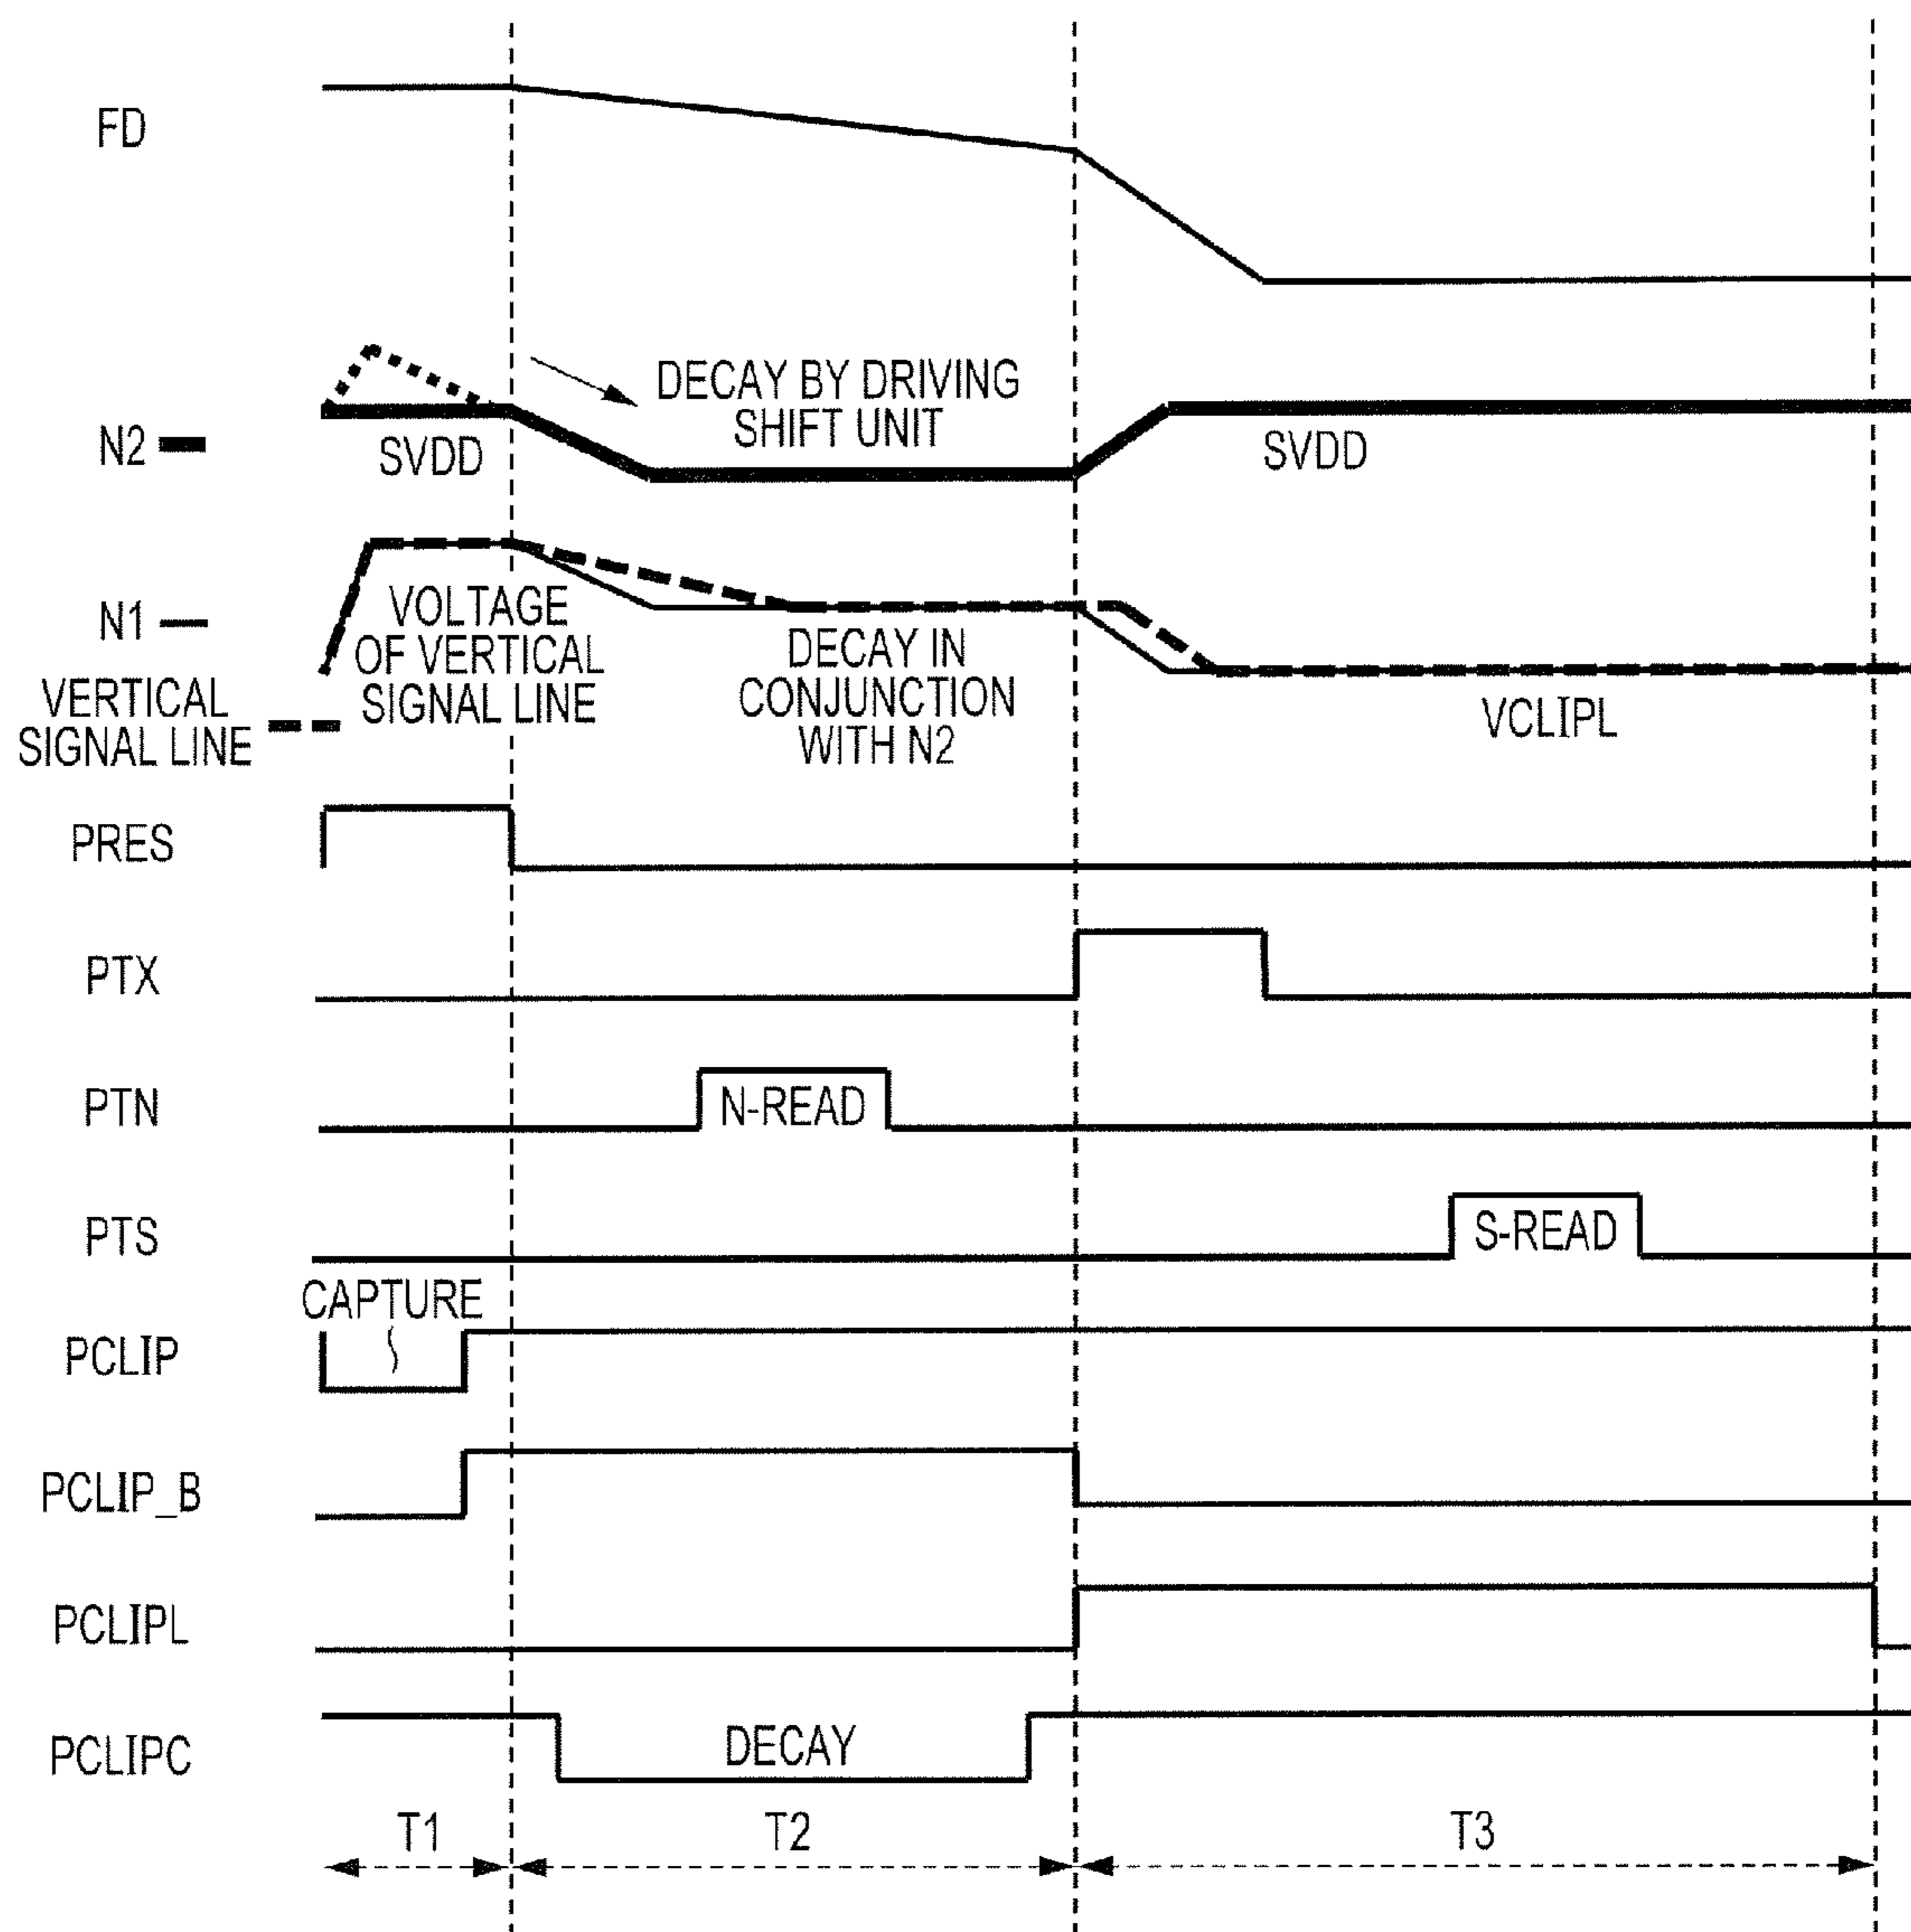 FD
DECAY BY DRIVING
SHIFT UNIT
N2
SVDD
SVDD
N1
VOLTAGE
OF VERTICAL
SIGNAL LINE
DECAY IN
CONJUNCTION
WITH N2
VERTICAL
SIGNAL LINE
VCLIPL
PRES
PTX
PTN
N-READ
PTS
S-READ
CAPTURE
PCLIP
PCLIP_B
PCLIPL
PCLIPC
DECAY
T1
T2
T3